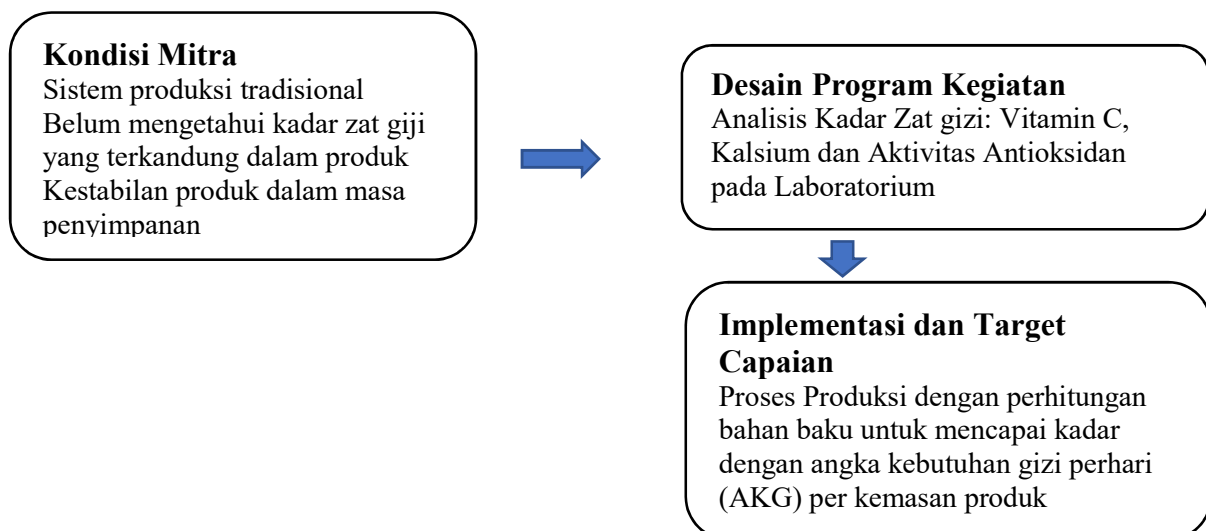 Kondisi Mitra
Sistem produksi tradisional
Belum mengetahui kadar zat giji
yang terkandung dalam produk
Kestabilan produk dalam masa
penyimpanan
Desain Program Kegiatan
Analisis Kadar Zat gizi: Vitamin C,
Kalsium dan Aktivitas Antioksidan
pada Laboratorium
Implementasi dan Target
Capaian
Proses Produksi dengan perhitungan
bahan baku untuk mencapai kadar
dengan angka kebutuhan gizi perhari
(AKG) per kemasan produk